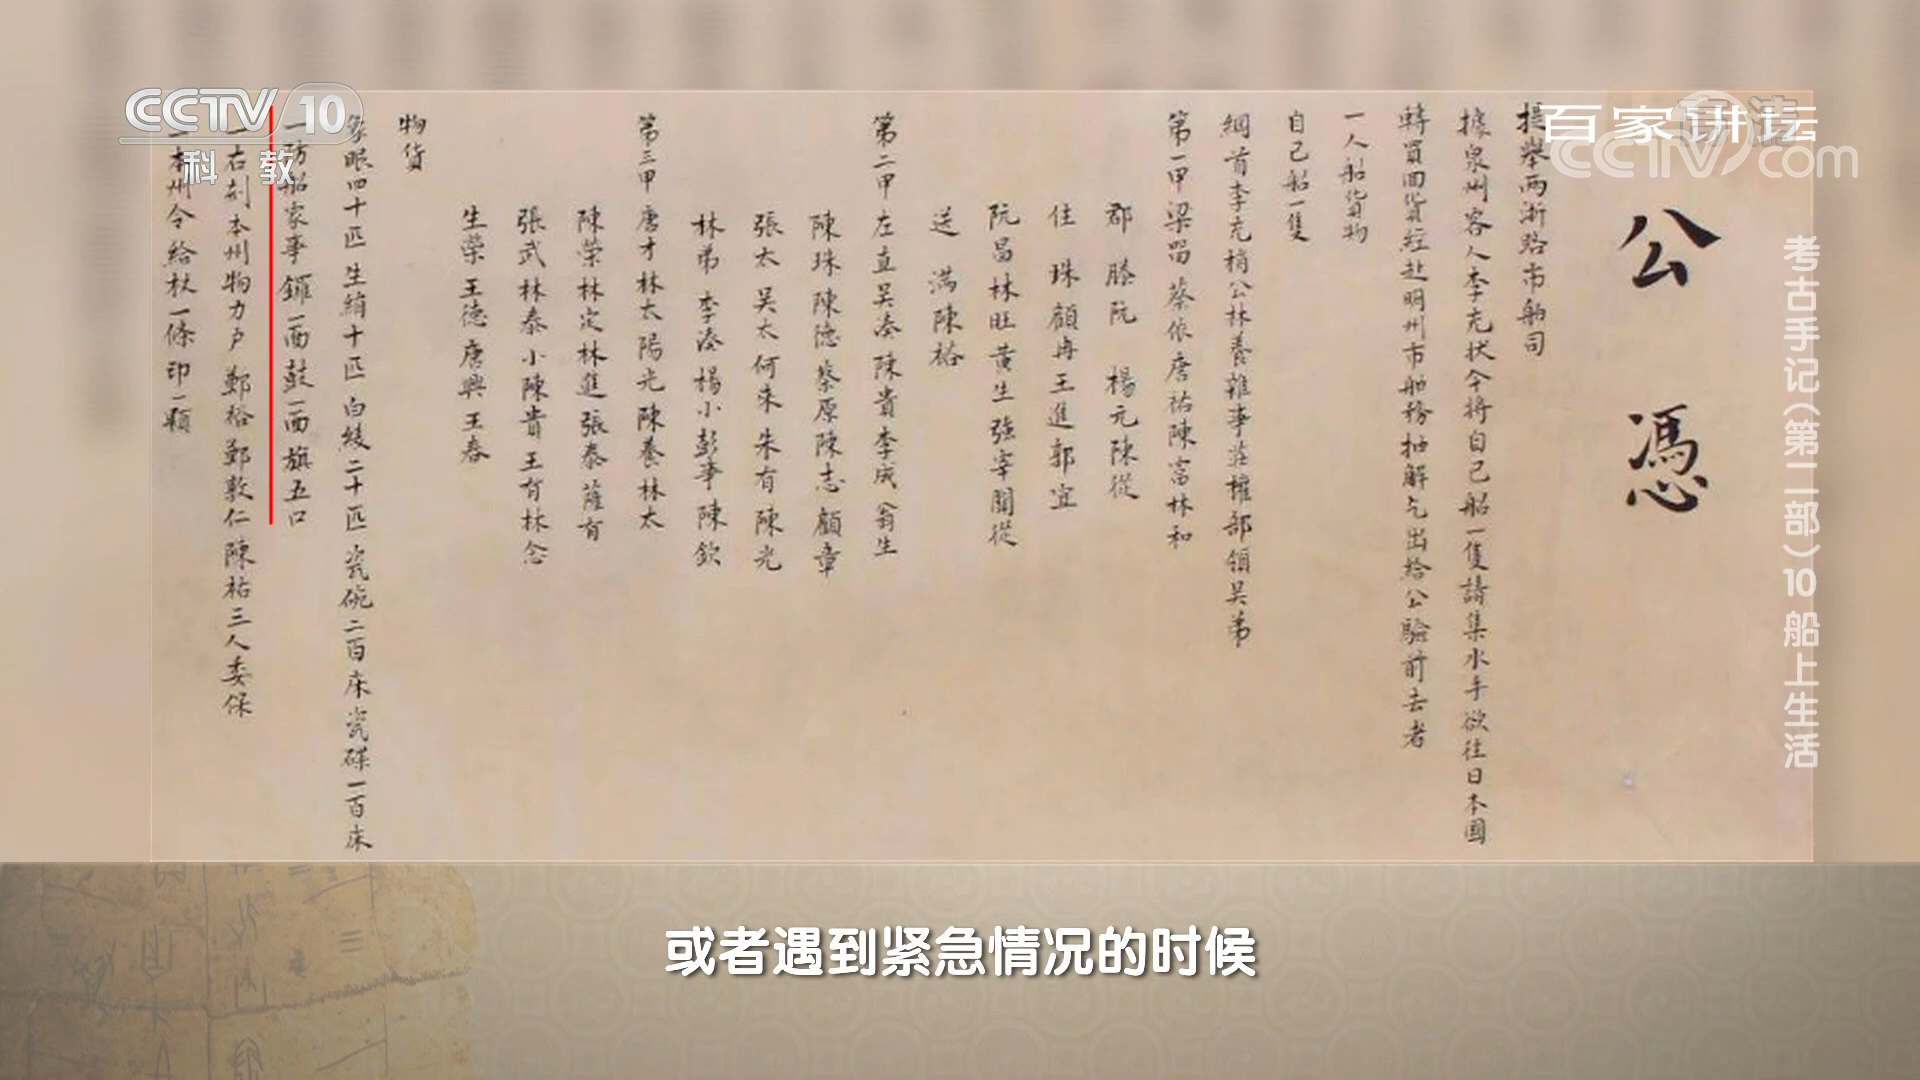 CCTV 10
科 教
百家讲坛
高清
CCTV.com
考古手记(第二部)10 船上生活
公 憑
提舉兩浙路市舶司
據泉州客人李充狀今將自己船一隻請集水手欲往日本國
轉買回貨經赴明州市舶務抽解乞出給公驗前去者
一人船貨物
自己船一隻
綱首李充梢公林養雜事莊權部領吳弟
第一甲梁富蔡依唐祐陳富林和
郡滕阮 楊元陳從
住珠顧冉王進郭宜
阮昌林旺黄生強宰關從
送滿陳裕
第二甲左直吳湊陳貴李成翁生
陳珠陳德蔡原陳志顧章
張太吳太何來朱有陳光
林弟李湊楊小彭事陳欽
第三甲唐才林太陽光陳養林太
陳榮林定林進張泰薩有
張武林泰小陳貴王有林念
生榮王德唐興王春
物貨
象眼四十匹生絹十匹白綾二十匹瓷碗二百床瓷碟一百床
一防船家事鑼一面鼓一面旗五口
一右刻本州物力户鄭裕鄭敦仁陳祐三人委保
一本州令給杖一條印一顆
或者遇到紧急情况的时候